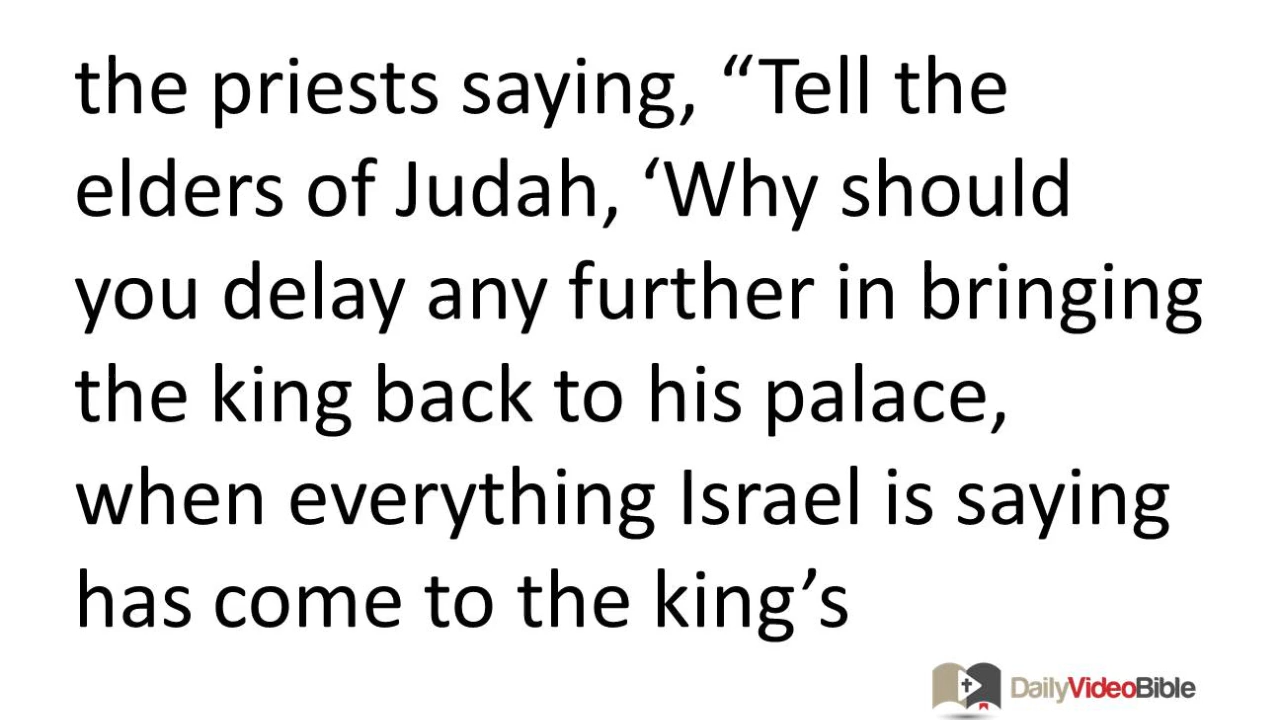 the priests saying, “Tell the
elders of Judah, ‘Why should
you delay any further in bringing
the king back to his palace,
when everything Israel is saying
has come to the king’s
DailyVideoBible